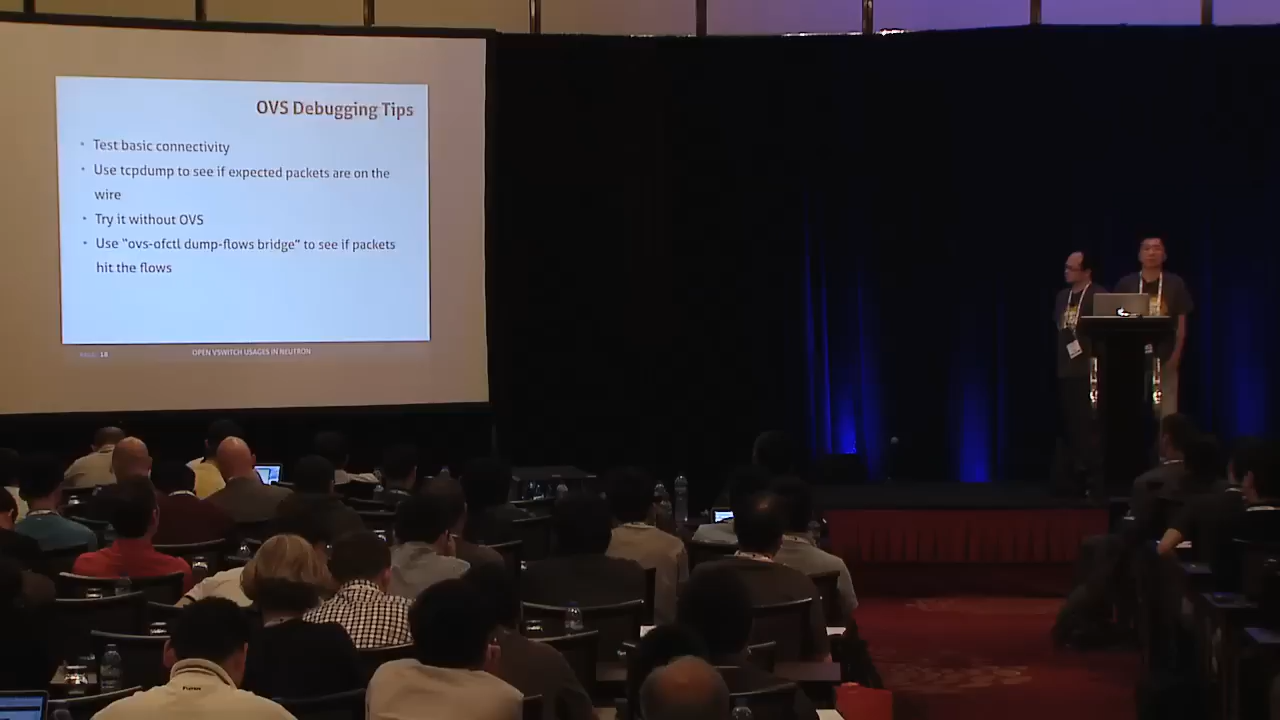 OVS Debugging Tips
• Test basic connectivity
• Use tcpdump to see if expected packets are on the
wire
• Try it without OVS
• Use "ovs-ofctl dump-flows bridge" to see if packets
hit the flows
18
OPEN VSWITCH USAGES IN NEUTRON